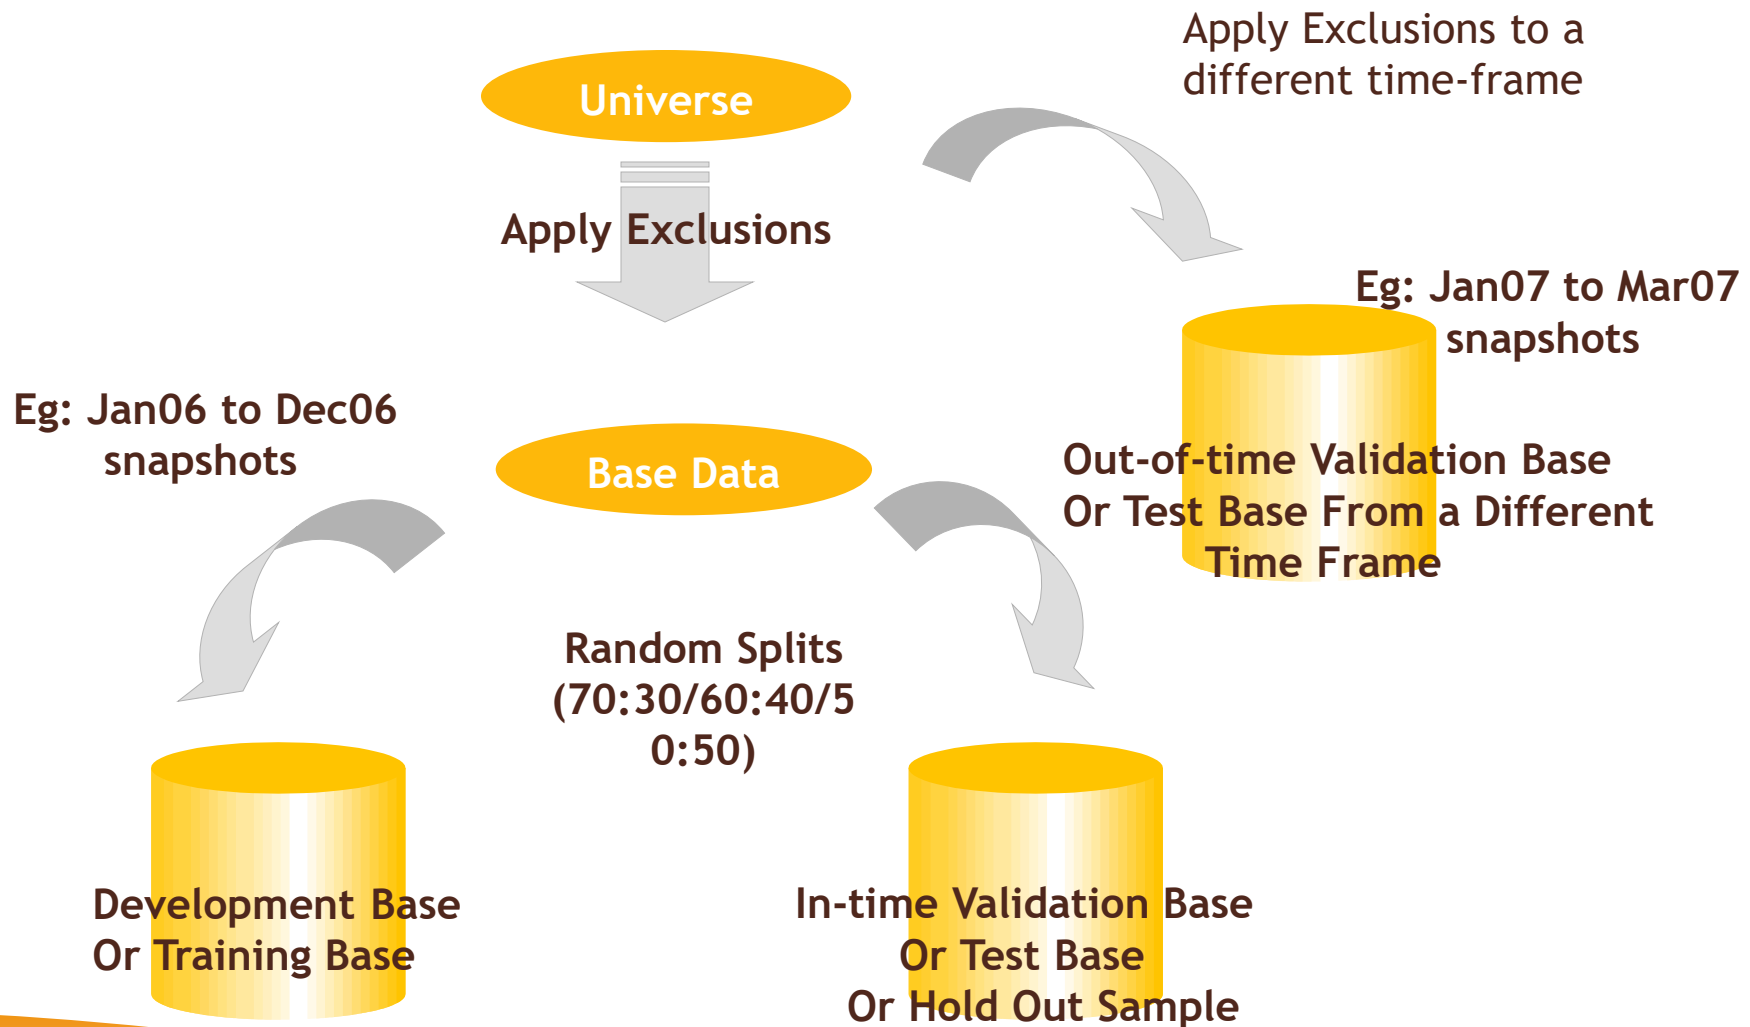 Apply Exclusions to a
different time-frame
Universe
Apply Exclusions
Eg: Jan07 to Mar07
snapshots
Eg: Jan06 to Dec06
snapshots
Base Data
Out-of-time Validation Base
Or Test Base From a Different
Time Frame
Random Splits
(70:30/60:40/5
0:50)
Development Base
Or Training Base
In-time Validation Base
Or Test Base
Or Hold Out Sample